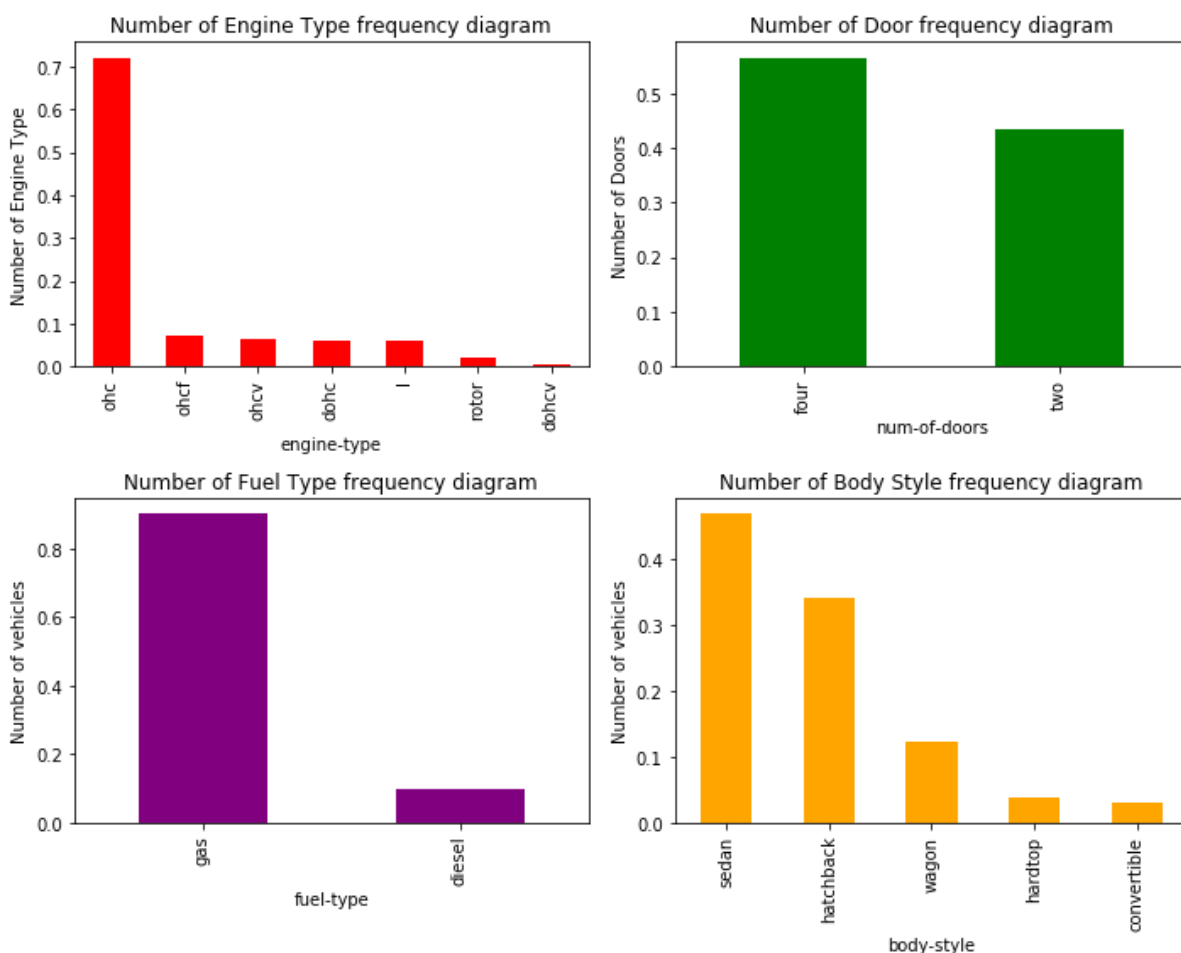 Number of Engine Type frequency diagram
Number of Engine Type
0.7
0.6
0.5
0.4
0.3
0.2
0.1
0.0
ohc
ohcf
ohcv
dohc
l
rotor
dohcv
engine-type
Number of Door frequency diagram
Number of Doors
0.5
0.4
0.3
0.2
0.1
0.0
four
two
num-of-doors
Number of Fuel Type frequency diagram
Number of vehicles
0.8
0.6
0.4
0.2
0.0
gas
diesel
fuel-type
Number of Body Style frequency diagram
Number of vehicles
0.4
0.3
0.2
0.1
0.0
sedan
hatchback
wagon
hardtop
convertible
body-style